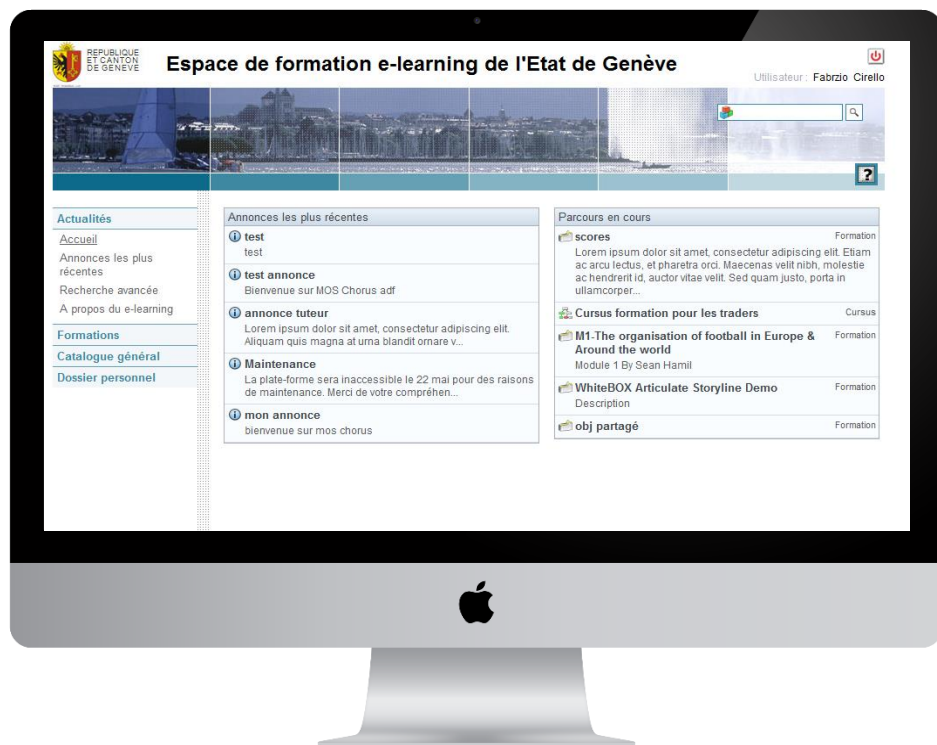 REPUBLIQUE
ET CANTON
DE GENEVE
Espace de formation e-learning de l'Etat de Genève
Utilisateur : Fabrzio Cirello
?
Actualités
Accueil
Annonces les plus
récentes
Recherche avancée
A propos du e-learning
Formations
Catalogue général
Dossier personnel
Annonces les plus récentes
test
test
test annonce
Bienvenue sur MOS Chorus adf
annonce tuteur
Lorem ipsum dolor sit amet, consectetur adipiscing elit.
Aliquam quis magna at urna blandit ornare v...
Maintenance
La plate-forme sera inaccessible le 22 mai pour des raisons
de maintenance. Merci de votre compréhen...
mon annonce
bienvenue sur mos chorus
Parcours en cours
scores Formation
Lorem ipsum dolor sit amet, consectetur adipiscing elit. Etiam
ac arcu lectus, et pharetra orci. Maecenas velit nibh, molestie
ac hendrerit id, auctor vitae velit. Sed quam justo, porta in
ullamcorper...
Cursus formation pour les traders Cursus
M1-The organisation of football in Europe & Formation
Around the world
Module 1 By Sean Hamil
WhiteBOX Articulate Storyline Demo Formation
Description
obj partagé Formation